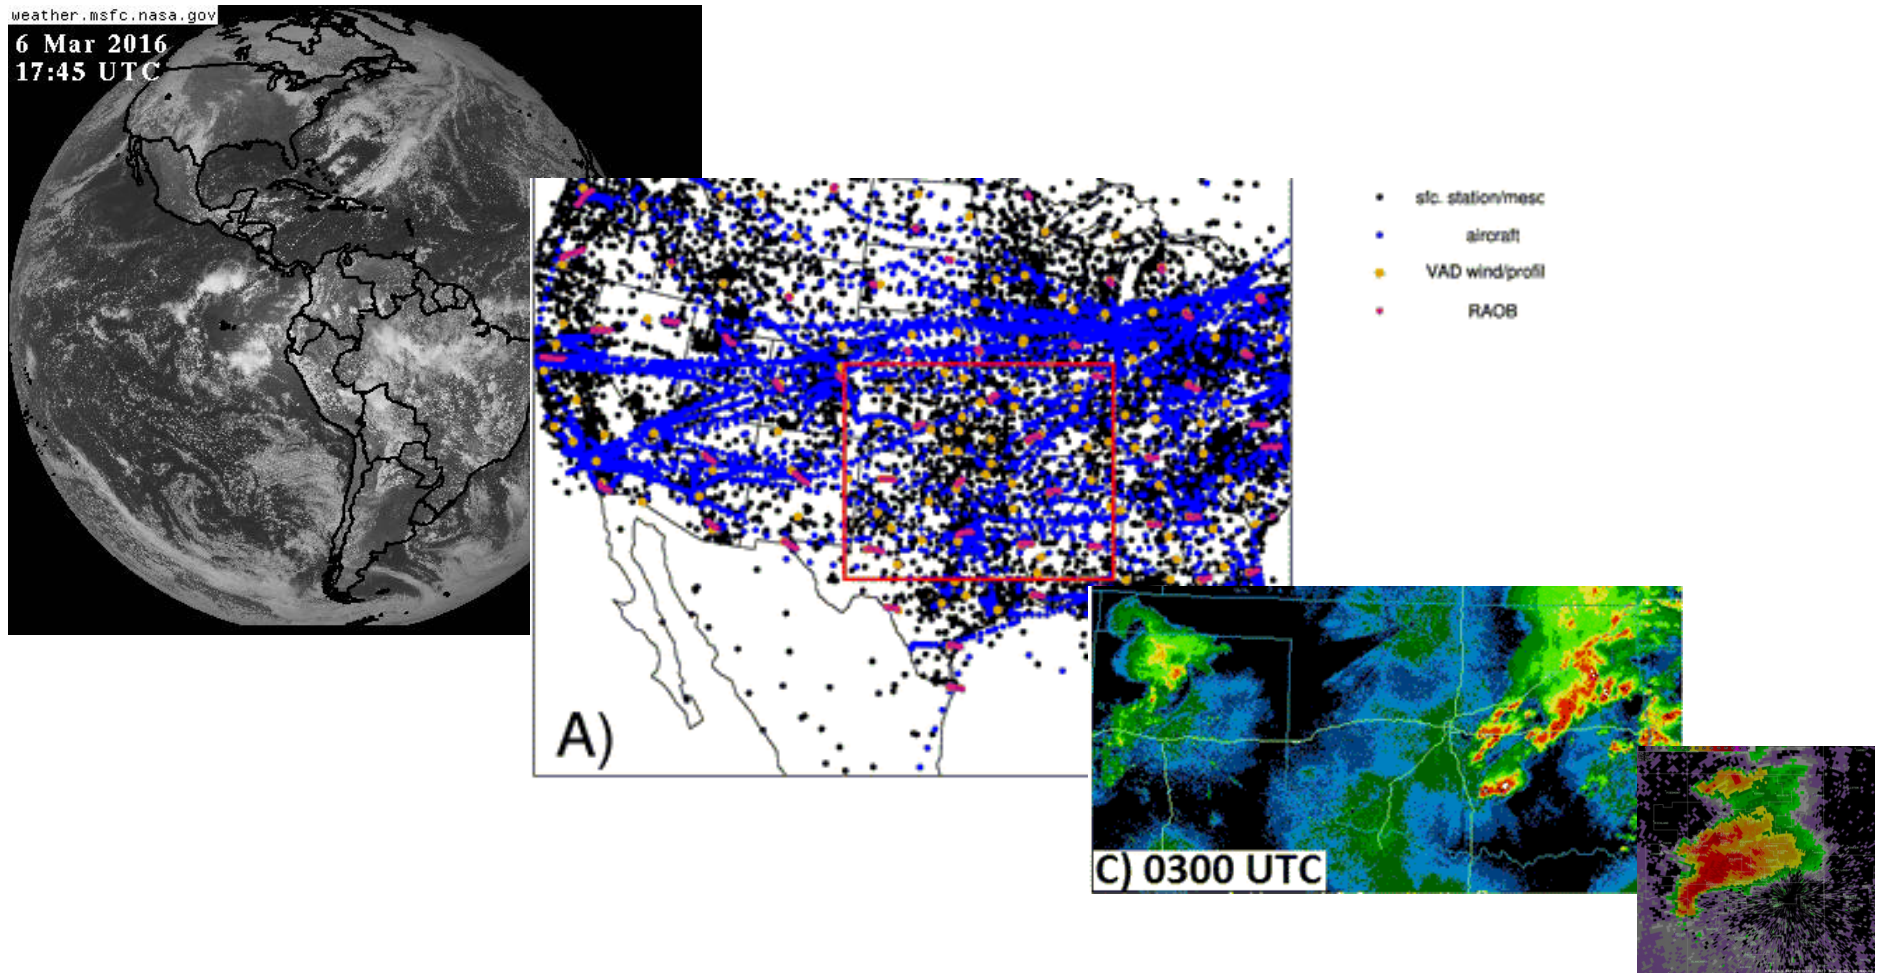 weather.msfc.nasa.gov
6 Mar 2016
17:45 UTC
sfc. station/mesc
aircraft
VAD wind/profil
RAOB
A)
C) 0300 UTC